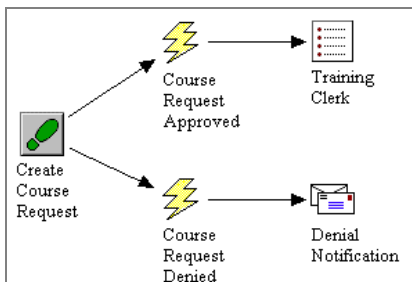 Course
Request
Approved
Training
Clerk
Create
Course
Request
Course
Request
Denied
Denial
Notification